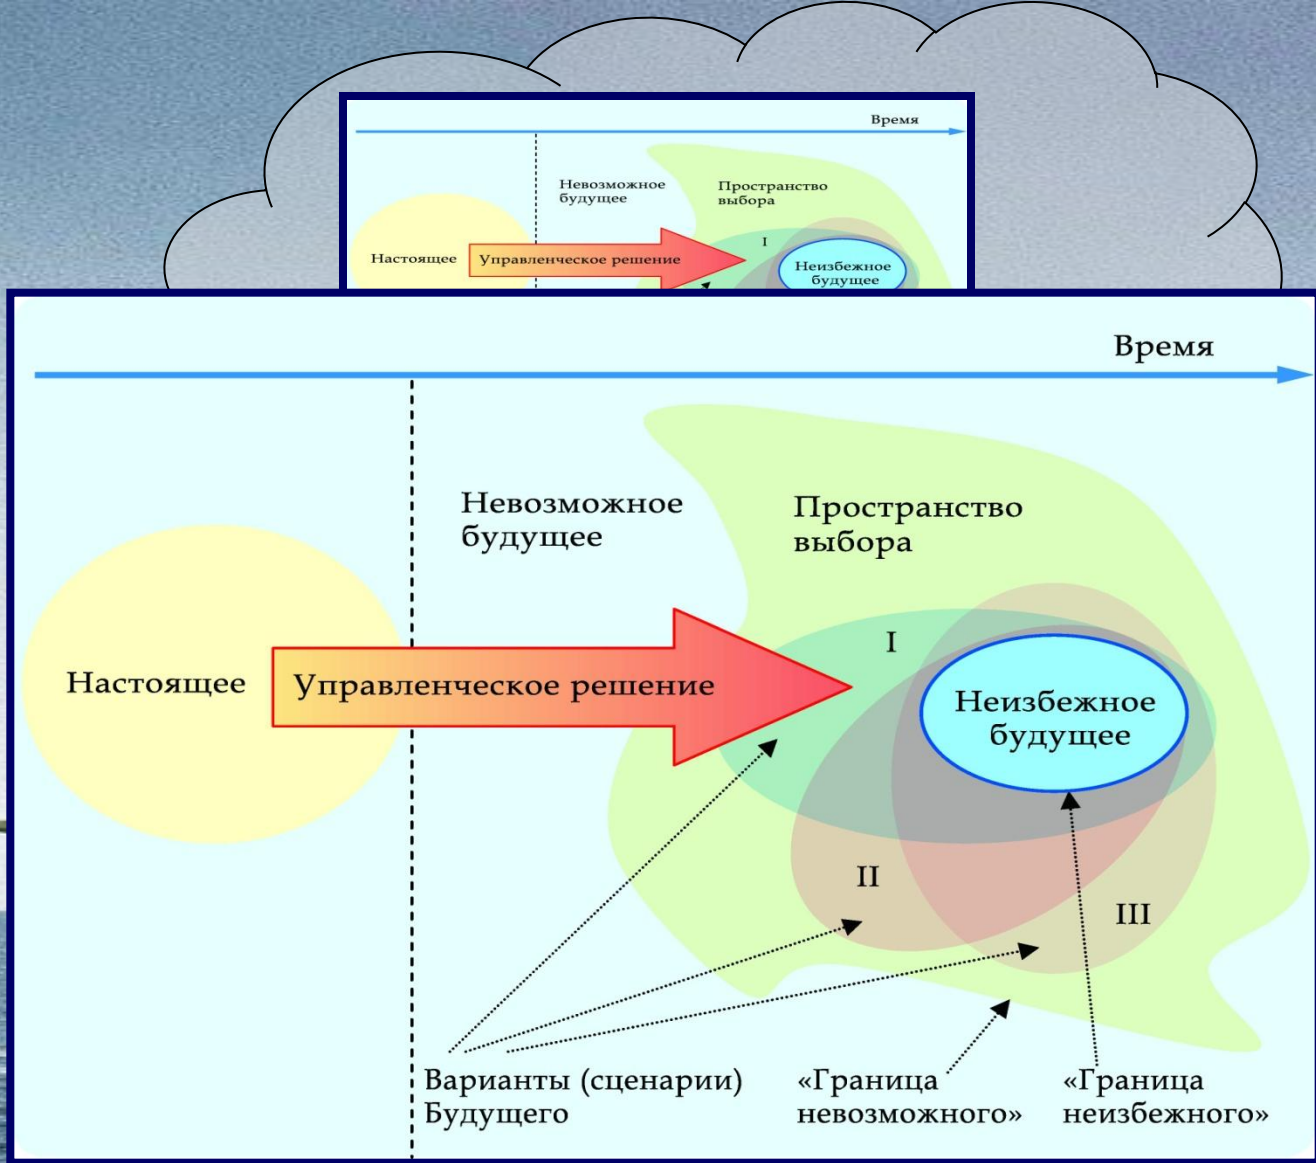 Время
Невозможное
будущее
Пространство
выбора
I
Настоящее
Управленческое решение
Неизбежное
будущее
Время
Невозможное
будущее
Пространство
выбора
I
Настоящее
Управленческое решение
Неизбежное
будущее
II
III
Варианты (сценарии)
Будущего
«Граница
невозможного»
«Граница
неизбежного»